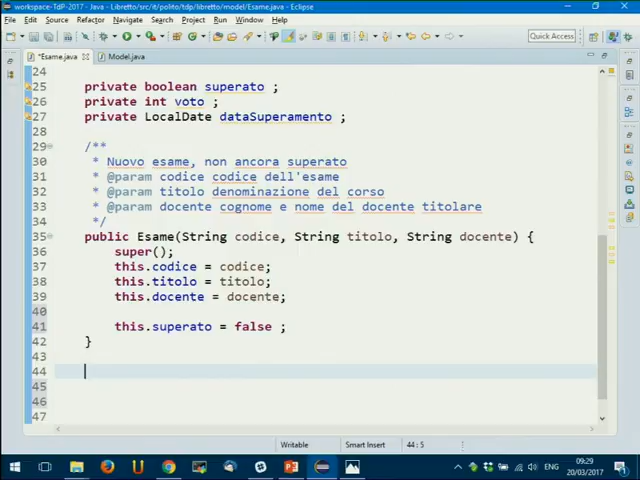 workspace-TdP-2017 - Java - Libretto/src/it/polito/tdp/libretto/model/Esame.java - Eclipse
File Edit Source Refactor Navigate Search Project Run Window Help
Quick Access
*Esame.java Model.java
24
25 private boolean superato ;
26 private int voto ;
27 private LocalDate dataSuperamento ;
28
29 /**
30 * Nuovo esame, non ancora superato
31 * @param codice codice dell'esame
32 * @param titolo denominazione del corso
33 * @param docente cognome e nome del docente titolare
34 */
35 public Esame(String codice, String titolo, String docente) {
36 super();
37 this.codice = codice;
38 this.titolo = titolo;
39 this.docente = docente;
40
41 this.superato = false ;
42 }
43
44
45
46
47
Writable Smart Insert 44 : 5
ENG 09:29
20/03/2017